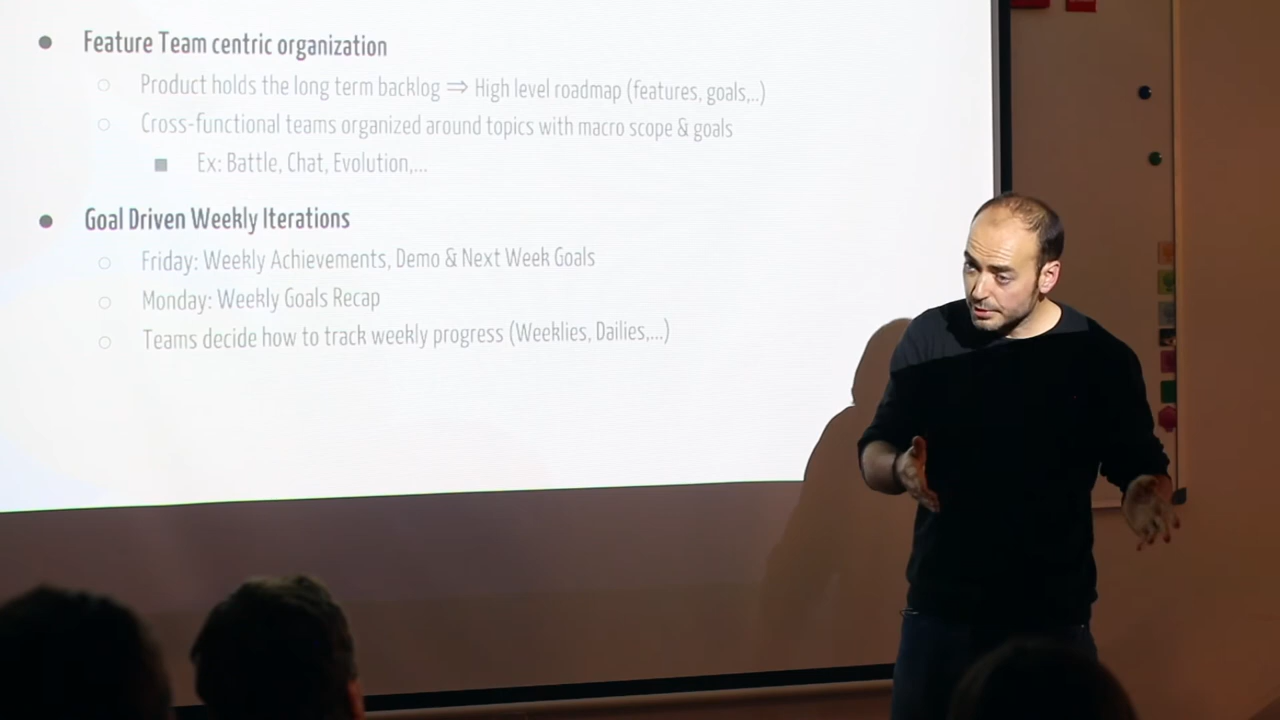 ● Feature Team centric organization
○ Product holds the long term backlog ⇒ High level roadmap (features, goals,..)
○ Cross-functional teams organized around topics with macro scope & goals
■ Ex: Battle, Chat, Evolution,...
● Goal Driven Weekly Iterations
○ Friday: Weekly Achievements, Demo & Next Week Goals
○ Monday: Weekly Goals Recap
○ Teams decide how to track weekly progress (Weeklies, Dailies,...)